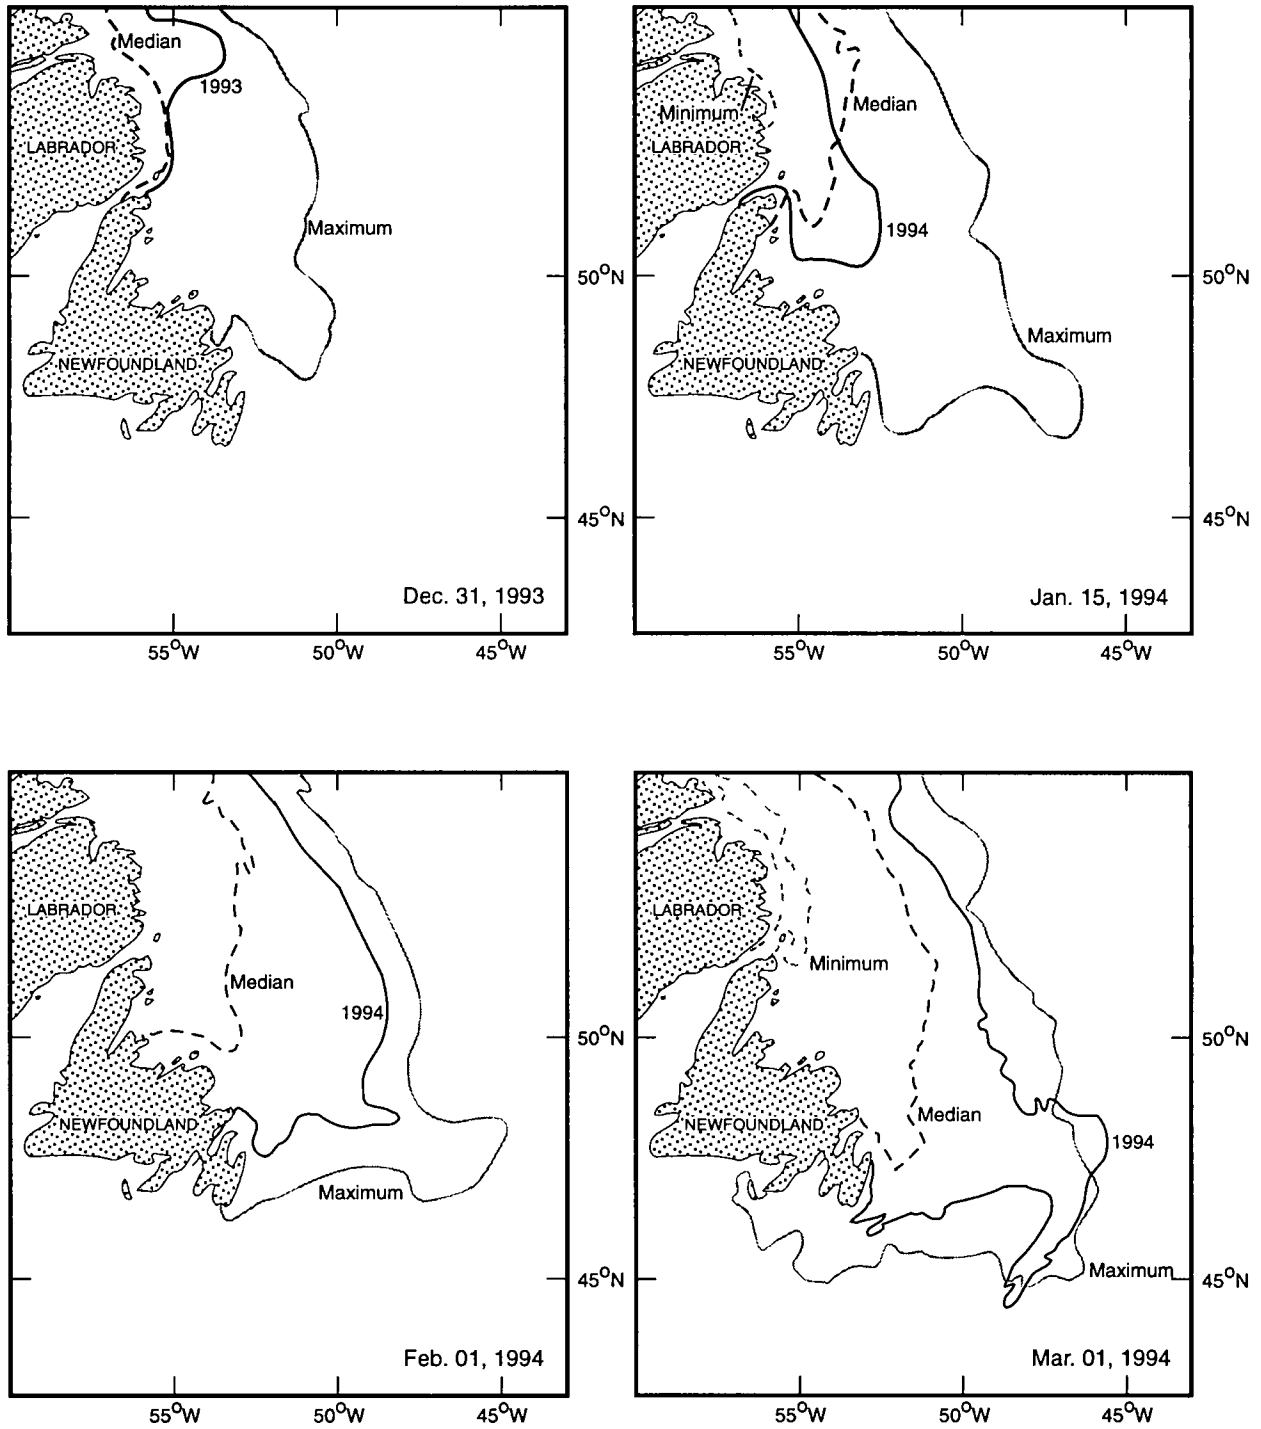 Median
1993
LABRADOR
Maximum
50°N
NEWFOUNDLAND
45°N
Dec. 31, 1993
55°W 50°W 45°W
Median
Minimum
LABRADOR
1994
50°N
Maximum
NEWFOUNDLAND
45°N
Jan. 15, 1994
55°W 50°W 45°W
LABRADOR
Median
1994
50°N
NEWFOUNDLAND
Maximum
45°N
Feb. 01, 1994
55°W 50°W 45°W
LABRADOR
Minimum
50°N
Median
NEWFOUNDLAND
1994
Maximum
45°N
Mar. 01, 1994
55°W 50°W 45°W